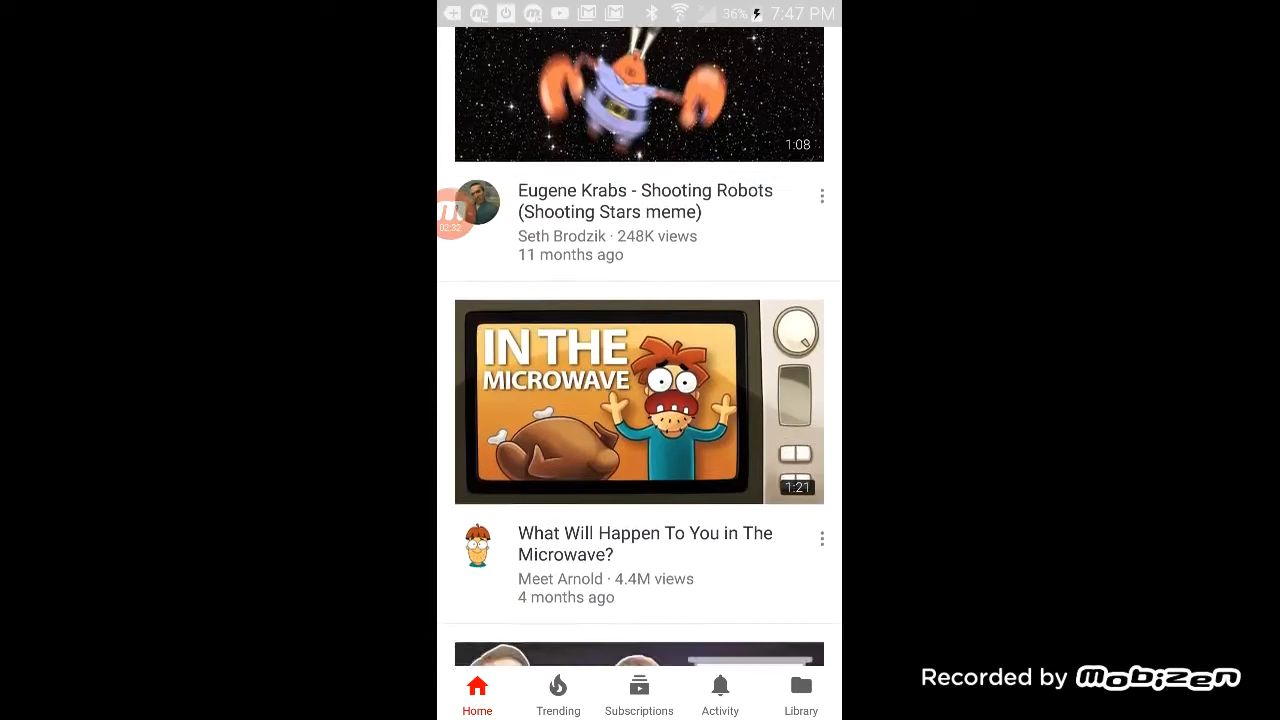 36% 7:47 PM
1:08
Eugene Krabs - Shooting Robots
(Shooting Stars meme)
Seth Brodzik · 248K views
11 months ago
M
02:32
IN THE
MICROWAVE
1:21
What Will Happen To You in The
Microwave?
Meet Arnold · 4.4M views
4 months ago
Home Trending Subscriptions Activity Library
Recorded by mobizen